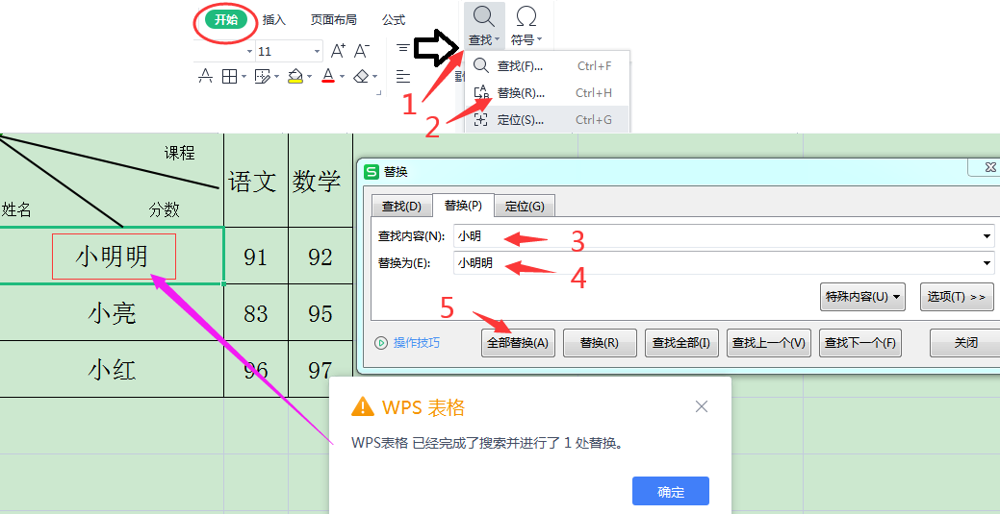 开始 插入 页面布局 公式
11 A+ A-
查找 符号
查找(F)... Ctrl+F
替换(R)... Ctrl+H
定位(S)... Ctrl+G
1
2
课程
姓名 分数
语文 数学
小明明 91 92
小亮 83 95
小红 96 97
S 替换
查找(D) 替换(P) 定位(G)
查找内容(N): 小明 3
替换为(E): 小明明 4
特殊内容(U) 选项(T) >>
5
操作技巧 全部替换(A) 替换(R) 查找全部(I) 查找上一个(V) 查找下一个(F) 关闭
WPS 表格
WPS表格 已经完成了搜索并进行了 1 处替换。
确定